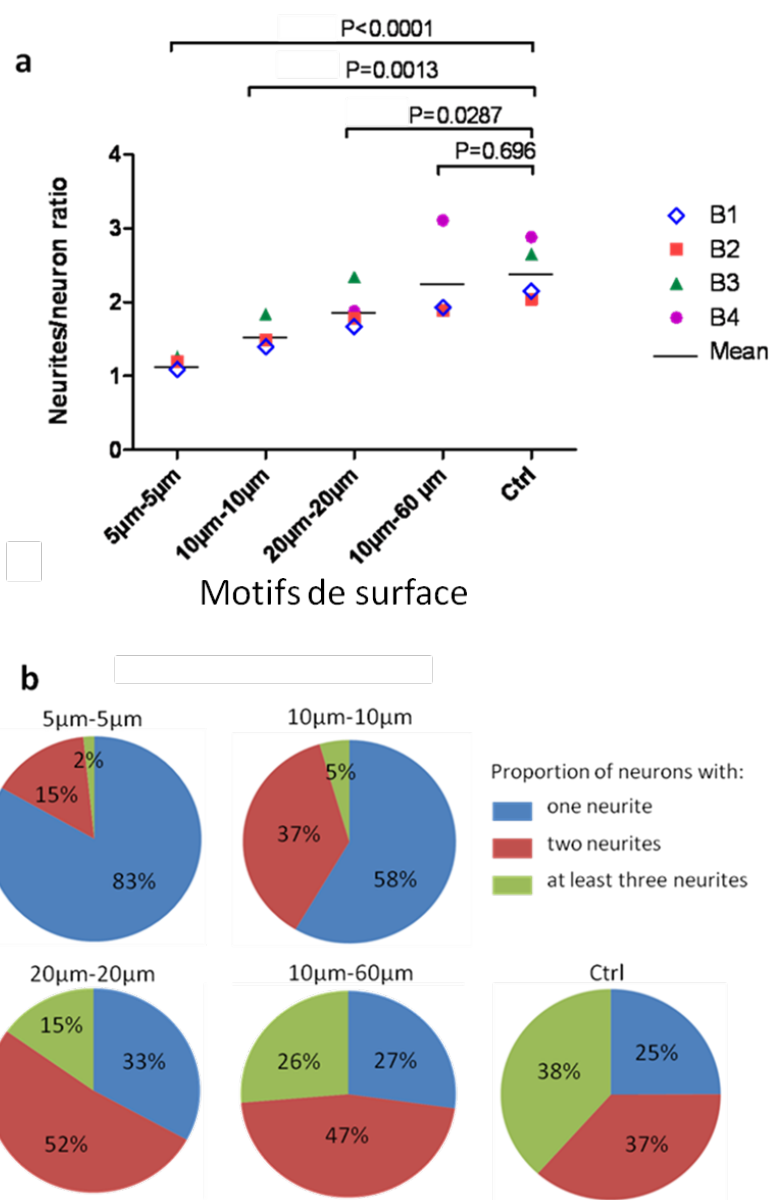 P<0.0001
a
P=0.0013
P=0.0287
P=0.696
Neurites/neuron ratio
4
3
2
1
0
5µm-5µm
10µm-10µm
20µm-20µm
10µm-60 µm
Ctrl
B1
B2
B3
B4
Mean
Motifs de surface
b
5µm-5µm
2%
15%
83%
10µm-10µm
5%
37%
58%
Proportion of neurons with:
one neurite
two neurites
at least three neurites
20µm-20µm
15%
33%
52%
10µm-60µm
26%
27%
47%
Ctrl
38%
25%
37%